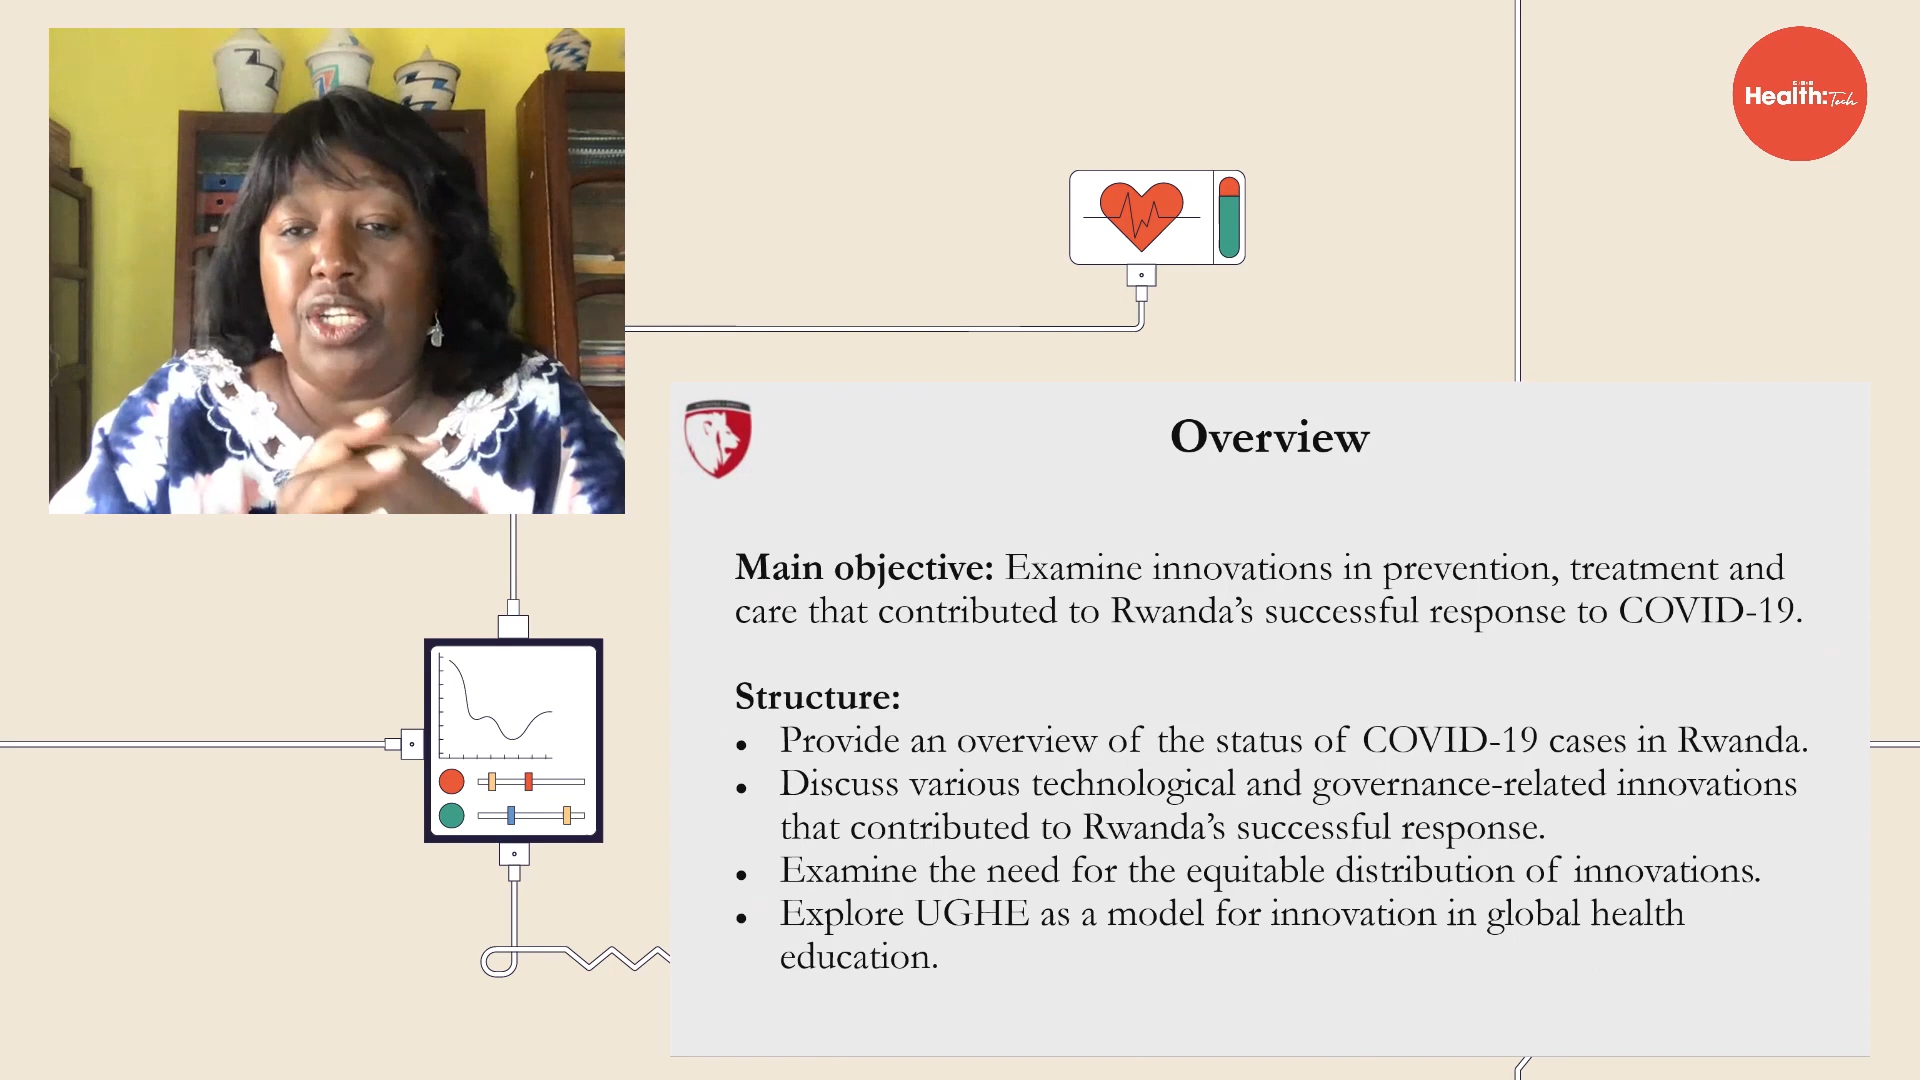 Health:Tech
Overview
Main objective: Examine innovations in prevention, treatment and
care that contributed to Rwanda’s successful response to COVID-19.
Structure:
• Provide an overview of the status of COVID-19 cases in Rwanda.
• Discuss various technological and governance-related innovations
that contributed to Rwanda’s successful response.
• Examine the need for the equitable distribution of innovations.
• Explore UGHE as a model for innovation in global health
education.